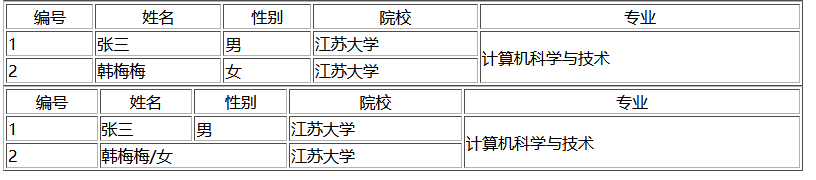 编号 姓名 性别 院校 专业
1 张三 男 江苏大学 计算机科学与技术
2 韩梅梅 女 江苏大学
编号 姓名 性别 院校 专业
1 张三 男 江苏大学 计算机科学与技术
2 韩梅梅/女 江苏大学